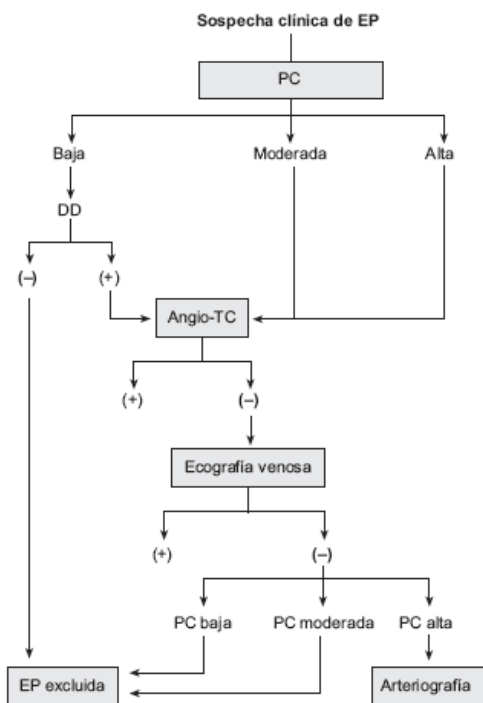 Sospecha clínica de EP
PC
Baja
Moderada
Alta
DD
(–)
(+)
Angio-TC
(+)
(–)
Ecografía venosa
(+)
(–)
PC baja
PC moderada
PC alta
EP excluida
Arteriografía